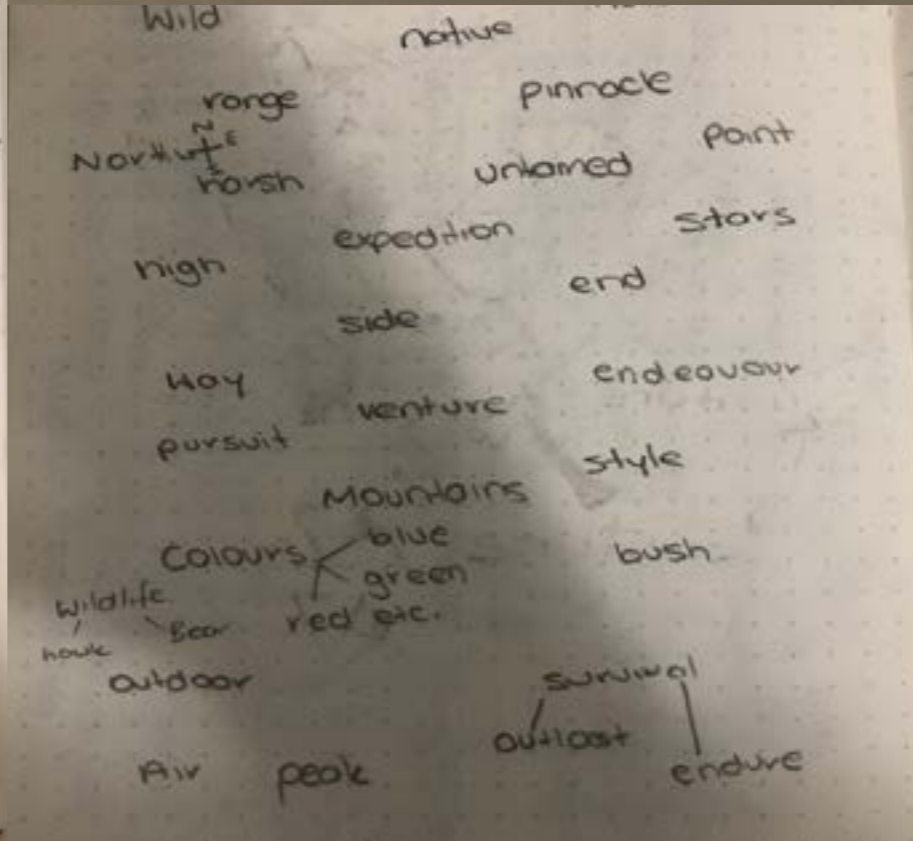 Wild
native
range
pinnacle
N
E
S
North
point
harsh
untamed
stars
expedition
high
end
side
way
endeavour
venture
pursuit
style
Mountains
Colours
blue
green
red etc.
bush
Wildlife
hawk
Bear
outdoor
survival
outlast
endure
Air
peak